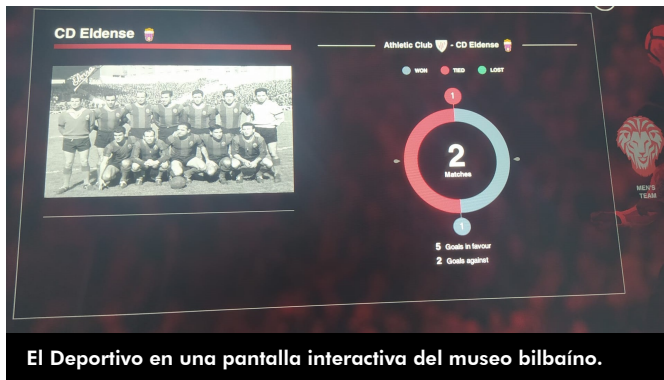 CD Eldense
Athletic Club - CD Eldense
WON TIED LOST
1
2
Matches
1
5 Goals in favour
2 Goals against
MEN'S
TEAM
El Deportivo en una pantalla interactiva del museo bilbaíno.